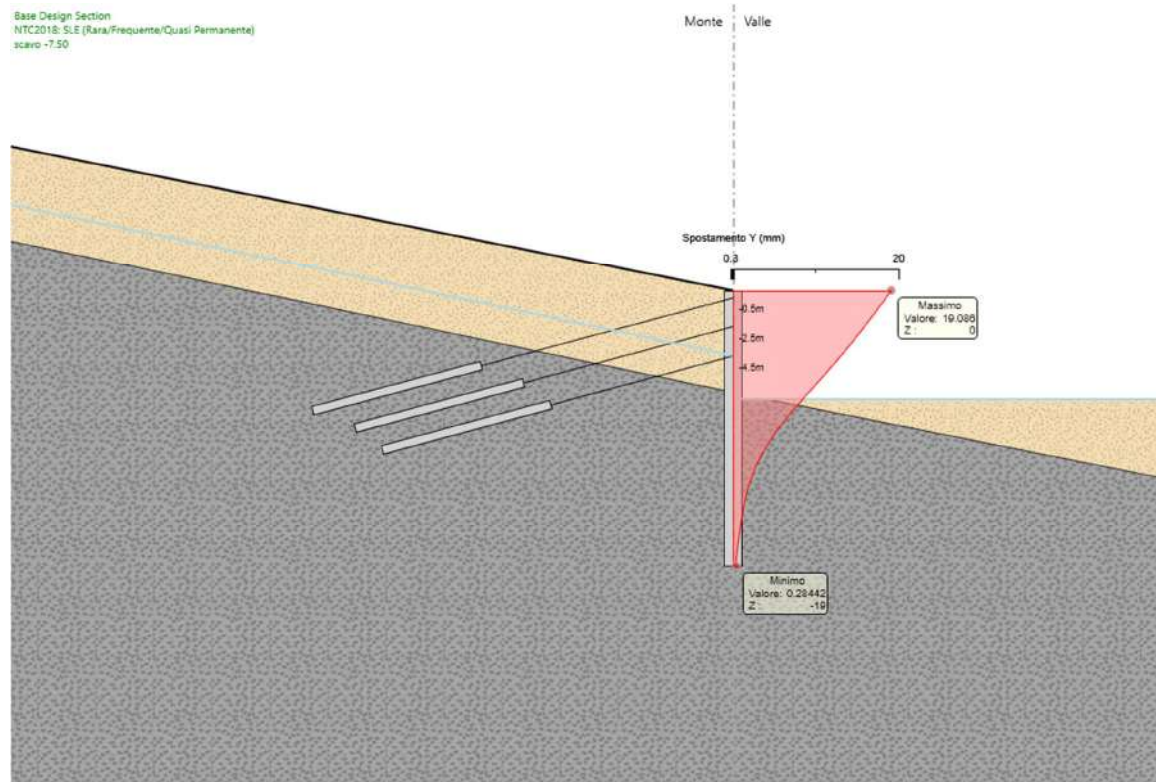 Base Design Section
NTC2018: SLE (Rara/Frequente/Quasi Permanente)
scavo -7.50
Monte Valle
Spostamento Y (mm)
0.3 20
Massimo
Valore: 19.086
Z : 0
-0.5m
-2.5m
-4.5m
Minimo
Valore: 0.28442
Z : -19